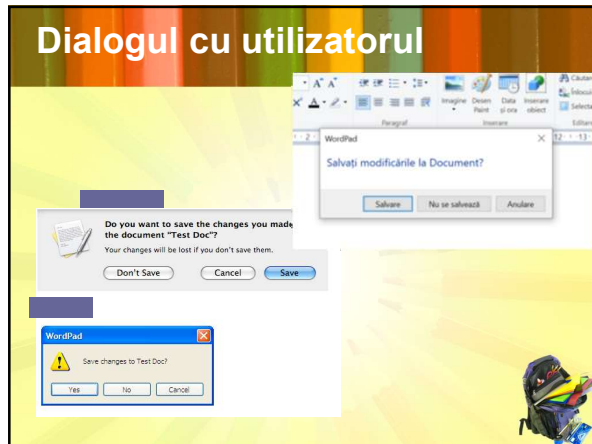 Dialogul cu utilizatorul
Imagine Desen Paint Data și ora Inserare obiect
Căutare
Înlocuire
Selectare
Paragraf Inserare Editare
WordPad
Salvați modificările la Document?
Salvare Nu se salvează Anulare
Do you want to save the changes you made
the document "Test Doc"?
Your changes will be lost if you don't save them.
Don't Save Cancel Save
WordPad
Save changes to Test Doc?
Yes No Cancel